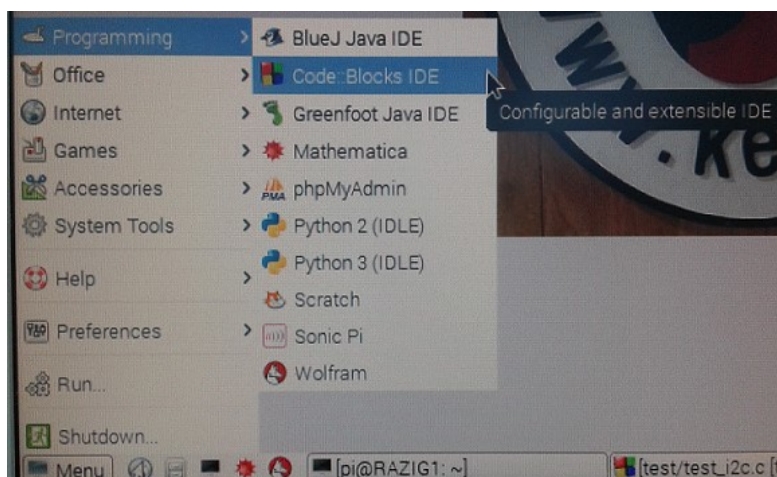 Programming
Office
Internet
Games
Accessories
System Tools
Help
Preferences
Run...
Shutdown...
BlueJ Java IDE
Code::Blocks IDE
Greenfoot Java IDE
Mathematica
PMA phpMyAdmin
Python 2 (IDLE)
Python 3 (IDLE)
Scratch
Sonic Pi
Wolfram
Configurable and extensible IDE
Menu
[pi@RAZIG1: ~]
[test/test_i2c.c [t